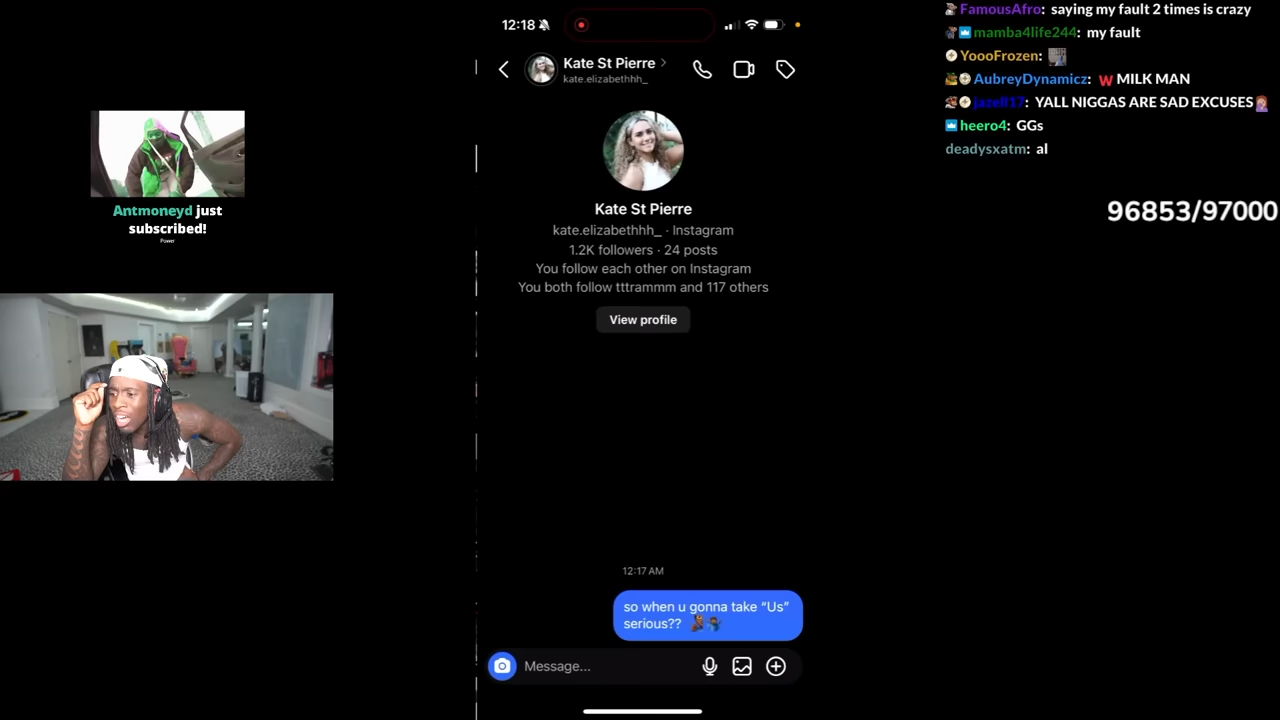 Antmoneyd just
subscribed!
Power
12:18
Kate St Pierre
kate.elizabethhh_
Kate St Pierre
kate.elizabethhh_ · Instagram
1.2K followers · 24 posts
You follow each other on Instagram
You both follow tttrammm and 117 others
View profile
12:17 AM
so when u gonna take “Us”
serious??
Message...
FamousAfro: saying my fault 2 times is crazy
mamba4life244: my fault
YoooFrozen:
AubreyDynamicz: W MILK MAN
jazell17: YALL NIGGAS ARE SAD EXCUSES
heero4: GGs
deadysxatm: al
96853/97000